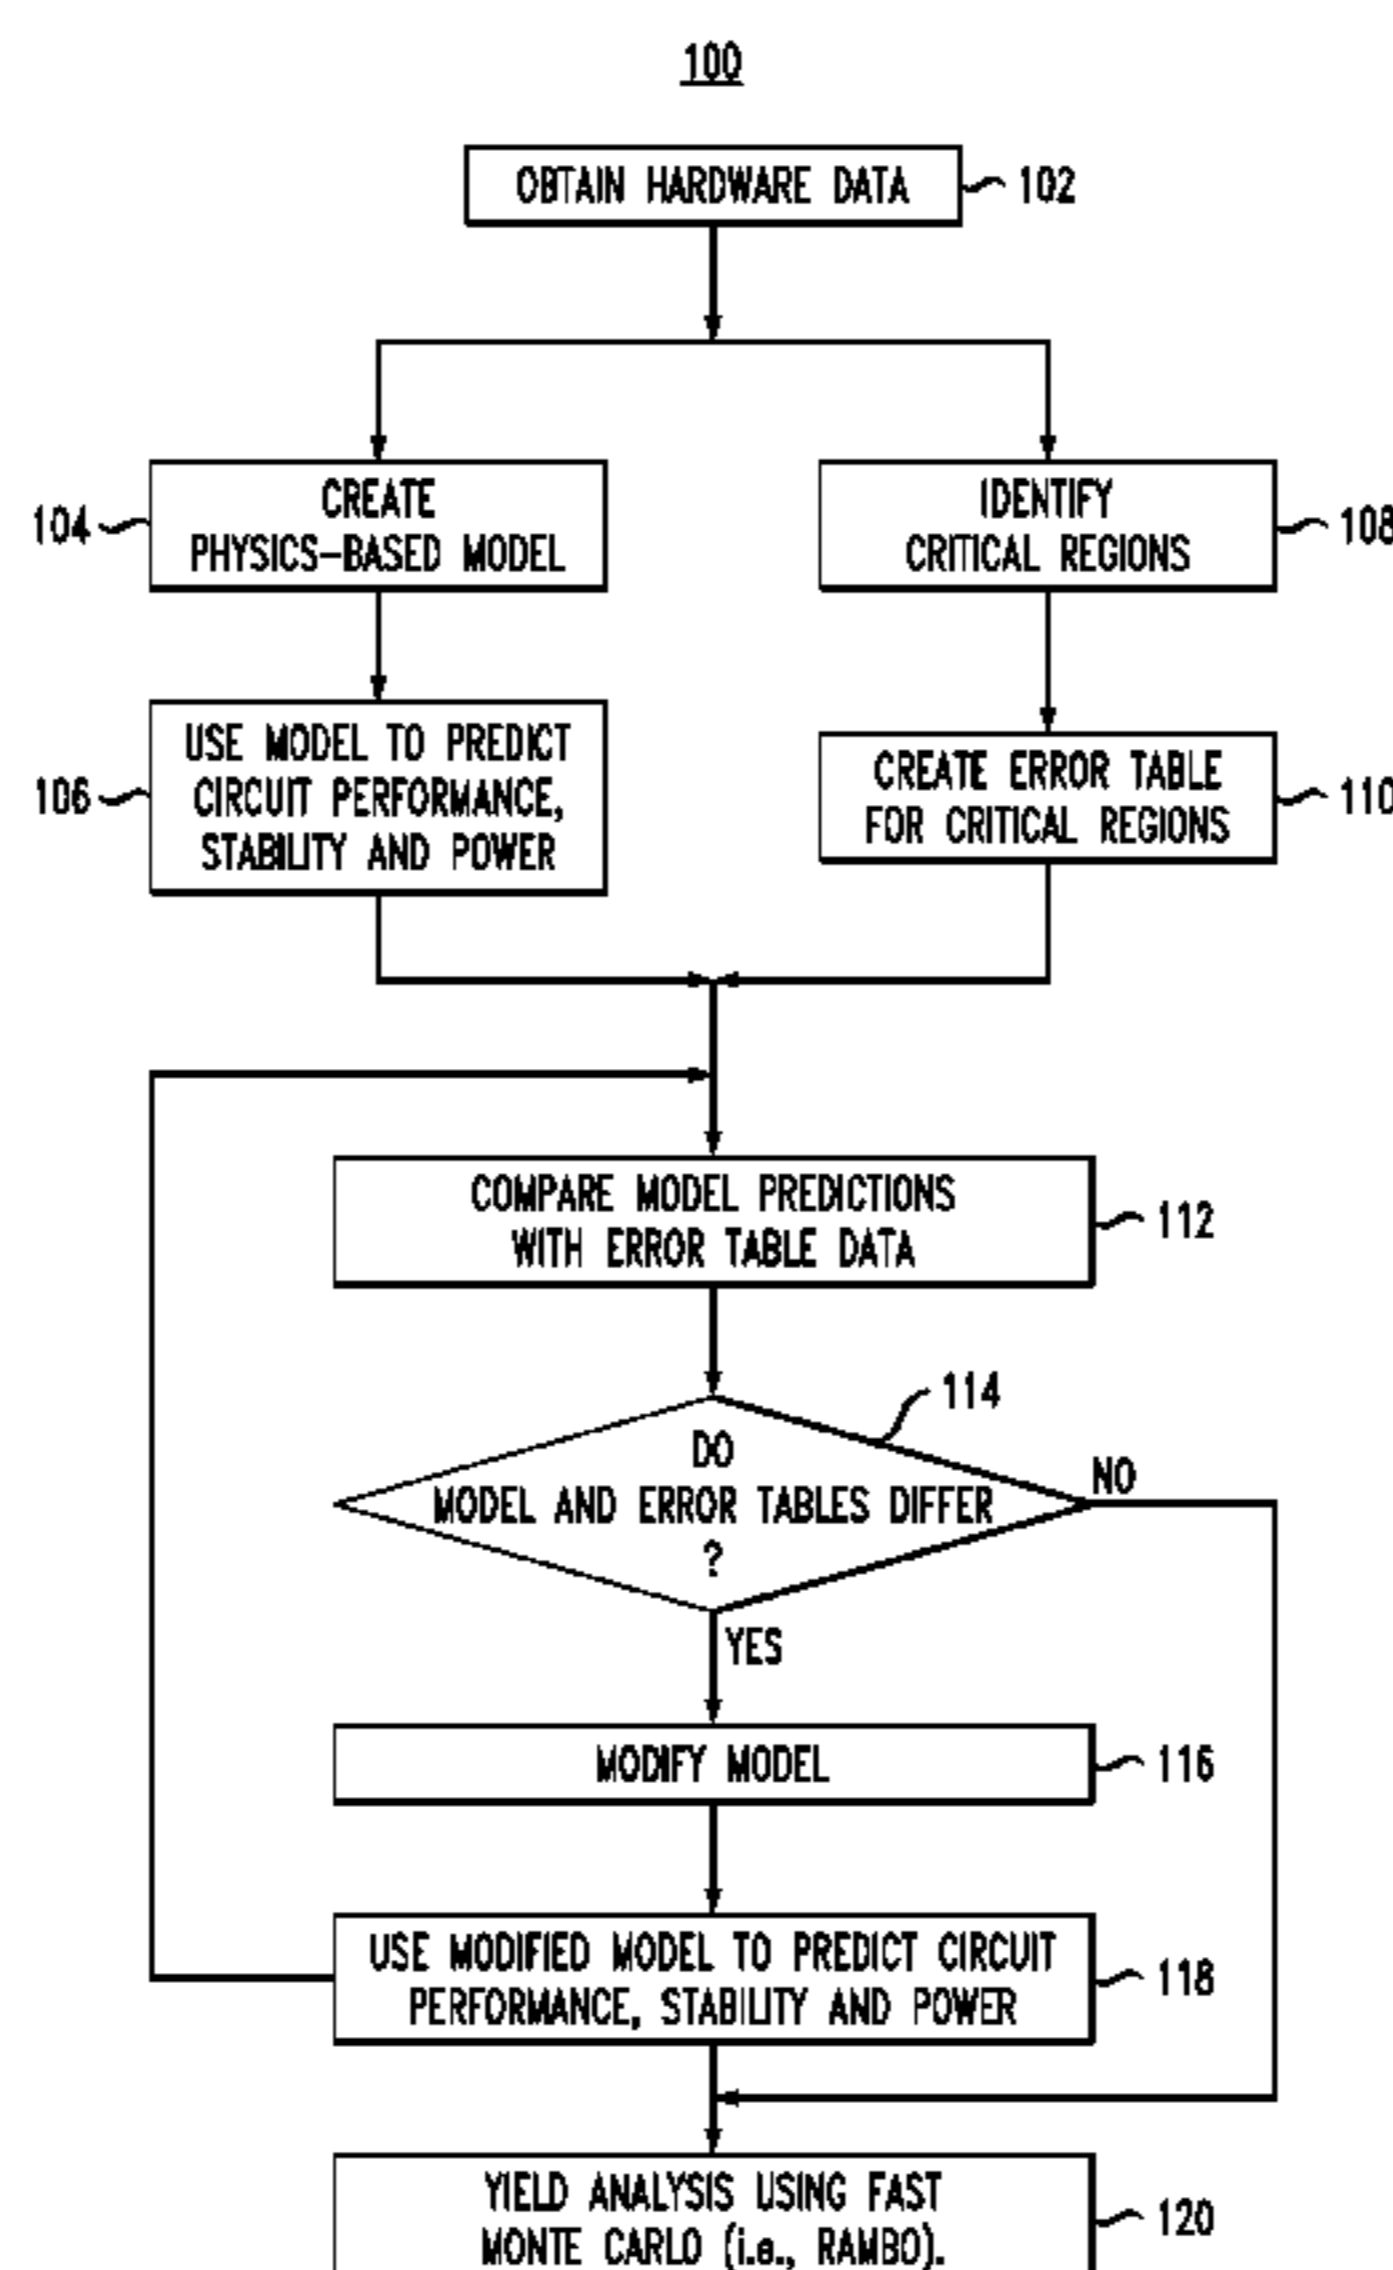 100
OBTAIN HARDWARE DATA
102
CREATE
PHYSICS-BASED MODEL
104
IDENTIFY
CRITICAL REGIONS
108
USE MODEL TO PREDICT
CIRCUIT PERFORMANCE,
STABILITY AND POWER
106
CREATE ERROR TABLE
FOR CRITICAL REGIONS
110
COMPARE MODEL PREDICTIONS
WITH ERROR TABLE DATA
112
114
DO
MODEL AND ERROR TABLES DIFFER
?
NO
YES
MODIFY MODEL
116
USE MODIFIED MODEL TO PREDICT CIRCUIT
PERFORMANCE, STABILITY AND POWER
118
YIELD ANALYSIS USING FAST
MONTE CARLO (i.e., RAMBO).
120